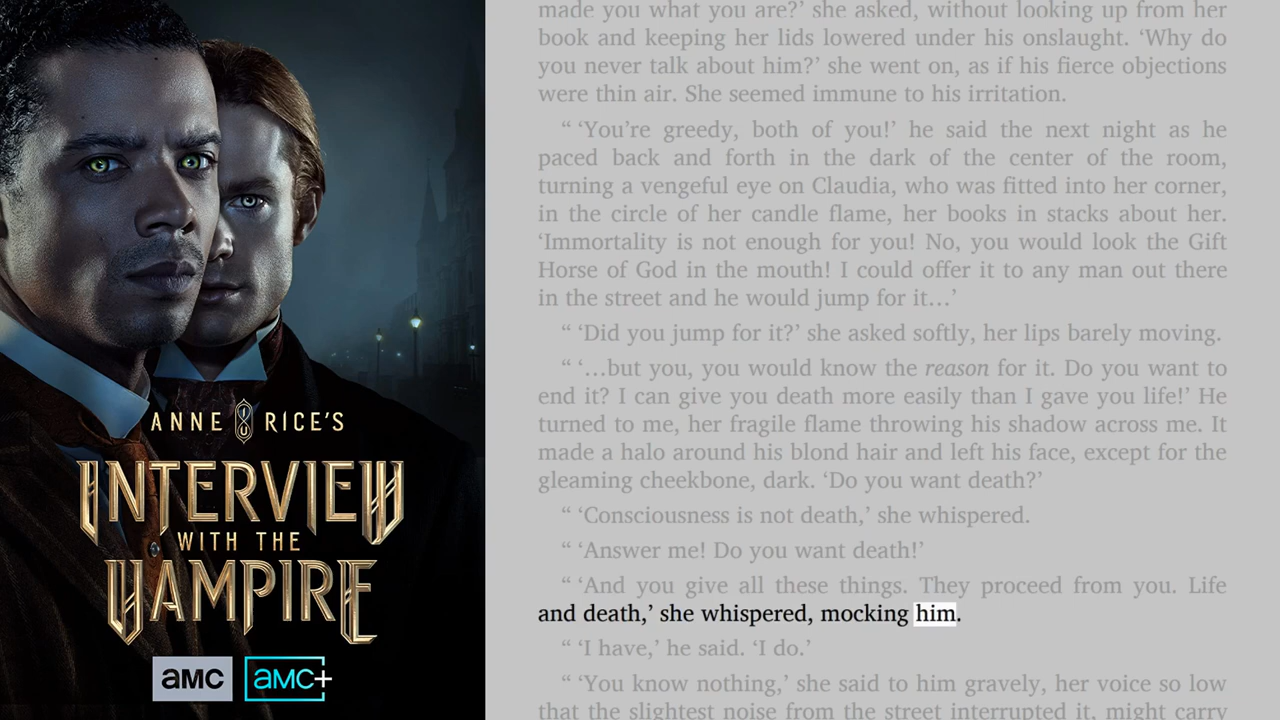 ANNE RICE'S
INTERVIEW
WITH THE
VAMPIRE
aMC
aMC+
made you what you are?’ she asked, without looking up from her
book and keeping her lids lowered under his onslaught. ‘Why do
you never talk about him?’ she went on, as if his fierce objections
were thin air. She seemed immune to his irritation.
“ ‘You’re greedy, both of you!’ he said the next night as he
paced back and forth in the dark of the center of the room,
turning a vengeful eye on Claudia, who was fitted into her corner,
in the circle of her candle flame, her books in stacks about her.
‘Immortality is not enough for you! No, you would look the Gift
Horse of God in the mouth! I could offer it to any man out there
in the street and he would jump for it…’
“ ‘Did you jump for it?’ she asked softly, her lips barely moving.
“ ‘…but you, you would know the reason for it. Do you want to
end it? I can give you death more easily than I gave you life!’ He
turned to me, her fragile flame throwing his shadow across me. It
made a halo around his blond hair and left his face, except for the
gleaming cheekbone, dark. ‘Do you want death?’
“ ‘Consciousness is not death,’ she whispered.
“ ‘Answer me! Do you want death!’
“ ‘And you give all these things. They proceed from you. Life
and death,’ she whispered, mocking him.
“ ‘I have,’ he said. ‘I do.’
“ ‘You know nothing,’ she said to him gravely, her voice so low
that the slightest noise from the street interrupted it, might carry